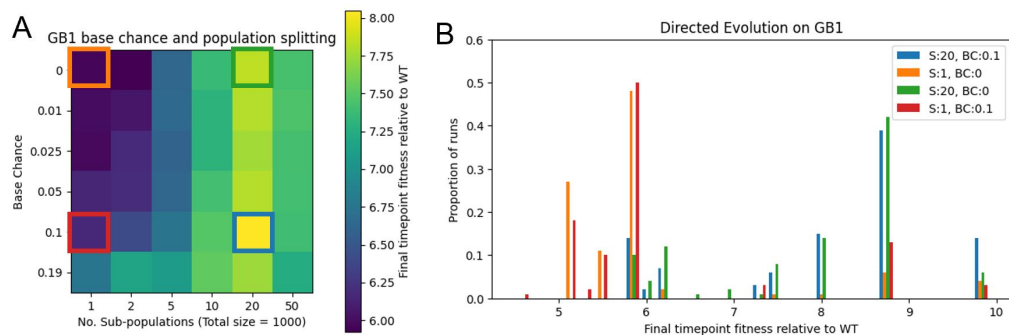 A
GB1 base chance and population splitting
Base Chance
0
0.01
0.025
0.05
0.1
0.19
1 2 5 10 20 50
No. Sub-populations (Total size = 1000)
8.00
7.75
7.50
7.25
7.00
6.75
6.50
6.25
6.00
Final timepoint fitness relative to WT
B
Directed Evolution on GB1
Proportion of runs
0.6
0.5
0.4
0.3
0.2
0.1
0.0
S:20, BC:0.1
S:1, BC:0
S:20, BC:0
S:1, BC:0.1
5 6 7 8 9 10
Final timepoint fitness relative to WT